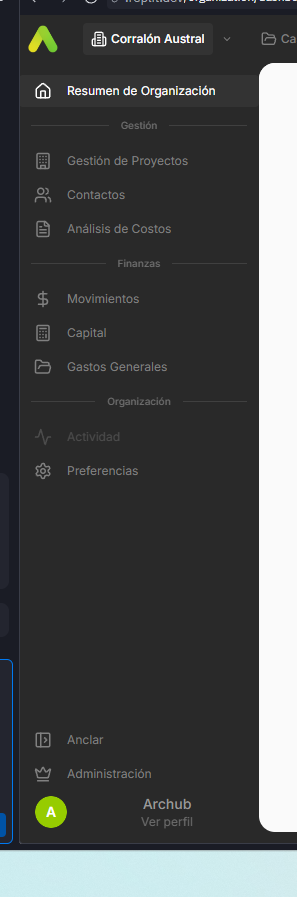 Corralón Austral
Ca
Resumen de Organización
Gestión
Gestión de Proyectos
Contactos
Análisis de Costos
Finanzas
Movimientos
Capital
Gastos Generales
Organización
Actividad
Preferencias
Anclar
Administración
A
Archub
Ver perfil